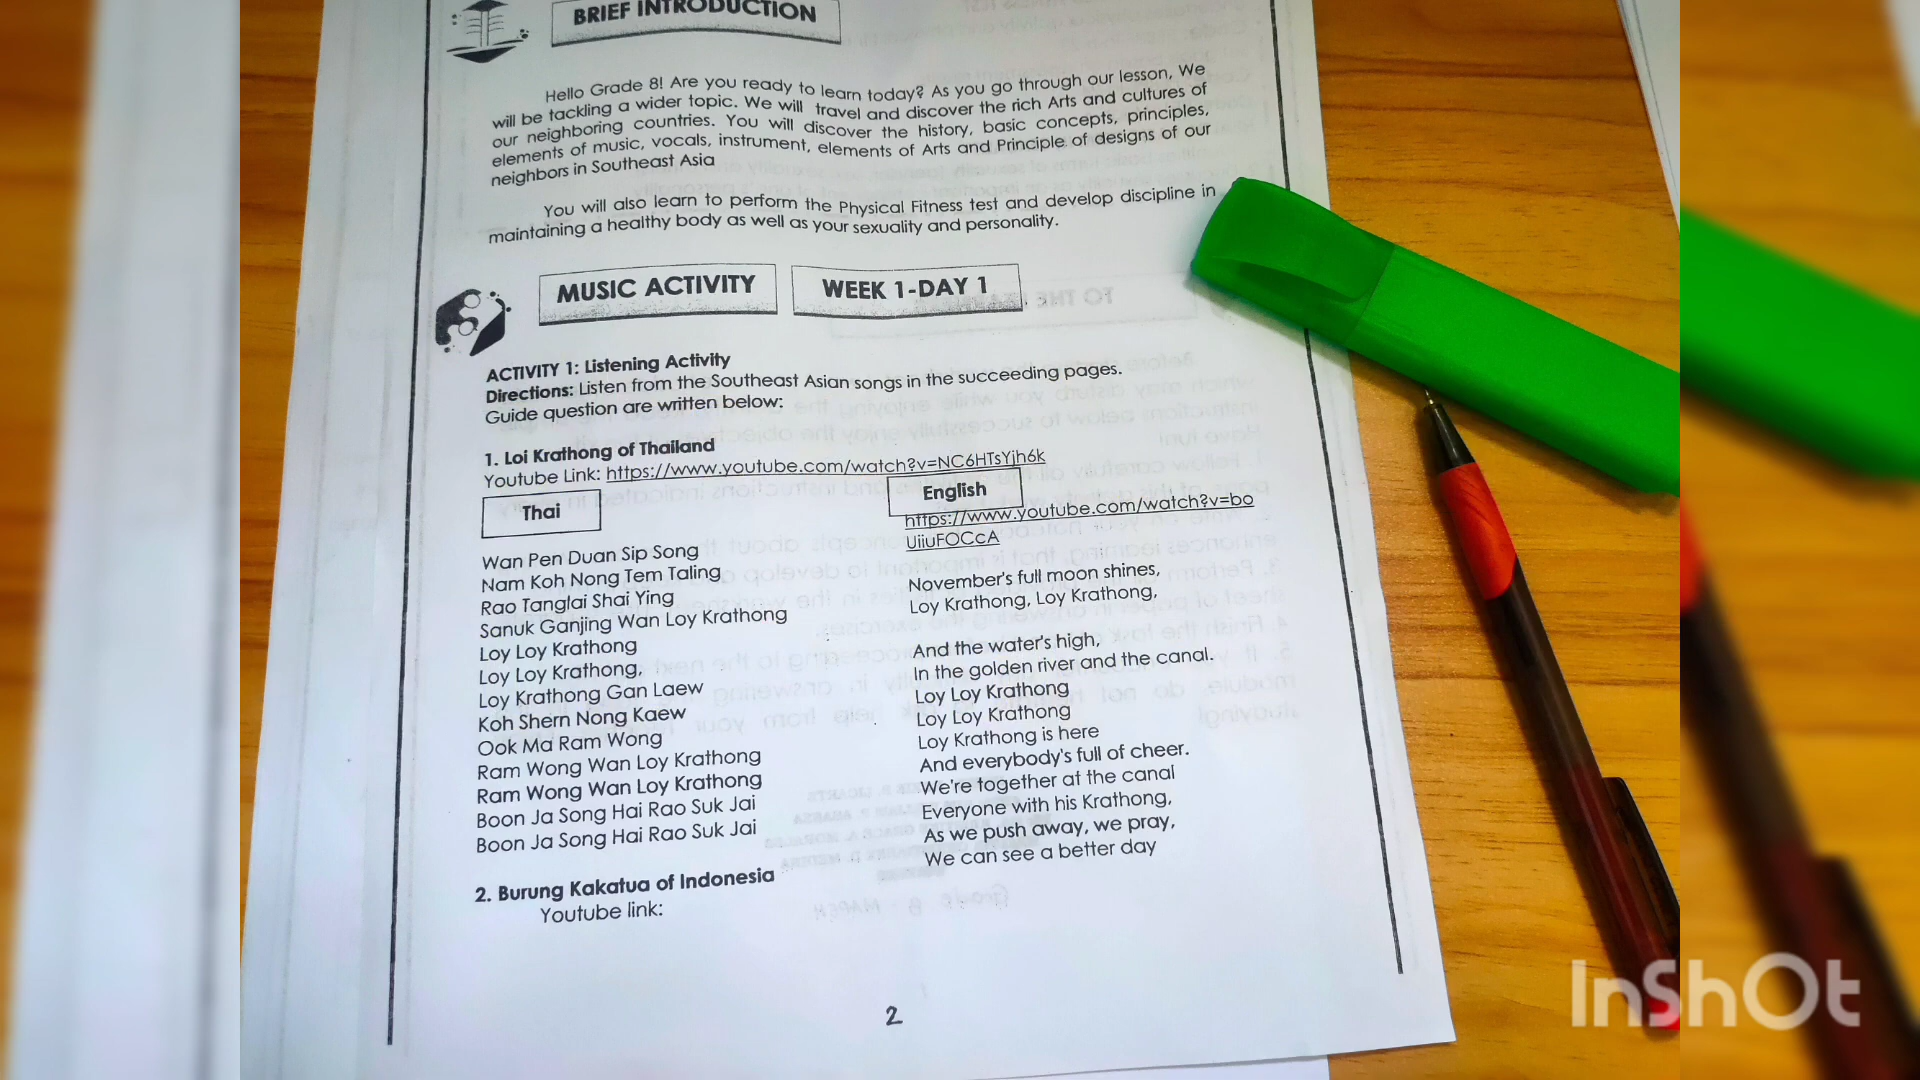 BRIEF INTRODUCTION
Hello Grade 8! Are you ready to learn today? As you go through our lesson, We
will be tackling a wider topic. We will travel and discover the rich Arts and cultures of
our neighboring countries. You will discover the history, basic concepts, principles,
elements of music, vocals, instrument, elements of Arts and Principle of designs of our
neighbors in Southeast Asia
You will also learn to perform the Physical Fitness test and develop discipline in
maintaining a healthy body as well as your sexuality and personality.
MUSIC ACTIVITY
WEEK 1-DAY 1
ACTIVITY 1: Listening Activity
Directions: Listen from the Southeast Asian songs in the succeeding pages.
Guide question are written below:
1. Loi Krathong of Thailand
Youtube Link: https://www.youtube.com/watch?v=NC6HTsYjh6k
Thai
Wan Pen Duan Sip Song
Nam Koh Nong Tem Taling
Rao Tanglai Shai Ying
Sanuk Ganjing Wan Loy Krathong
Loy Loy Krathong
Loy Loy Krathong,
Loy Krathong Gan Laew
Koh Shern Nong Kaew
Ook Ma Ram Wong
Ram Wong Wan Loy Krathong
Ram Wong Wan Loy Krathong
Boon Ja Song Hai Rao Suk Jai
Boon Ja Song Hai Rao Suk Jai
English
https://www.youtube.com/watch?v=bo
UiiuFOCcA
November's full moon shines,
Loy Krathong, Loy Krathong,
And the water's high,
In the golden river and the canal.
Loy Loy Krathong
Loy Loy Krathong
Loy Krathong is here
And everybody's full of cheer.
We're together at the canal
Everyone with his Krathong,
As we push away, we pray,
We can see a better day
2. Burung Kakatua of Indonesia
Youtube link:
2
InShOt